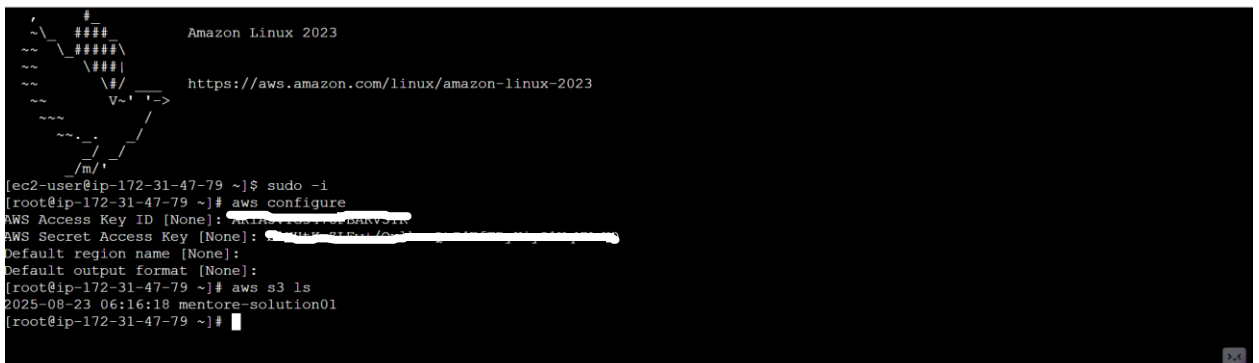 Amazon Linux 2023
https://aws.amazon.com/linux/amazon-linux-2023
[ec2-user@ip-172-31-47-79 ~]$ sudo -i
[root@ip-172-31-47-79 ~]# aws configure
AWS Access Key ID [None]:
AWS Secret Access Key [None]:
Default region name [None]:
Default output format [None]:
[root@ip-172-31-47-79 ~]# aws s3 ls
2025-08-23 06:16:18 mentore-solution01
[root@ip-172-31-47-79 ~]#